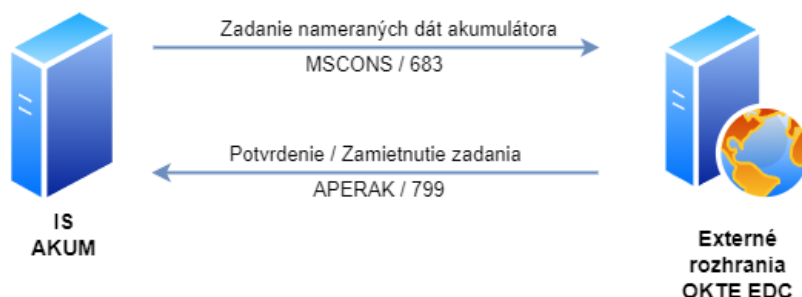 Zadanie nameraných dát akumulátora
MSCONS / 683
Potvrdenie / Zamietnutie zadania
APERAK / 799
IS
AKUM
Externé
rozhrania
OKTE EDC